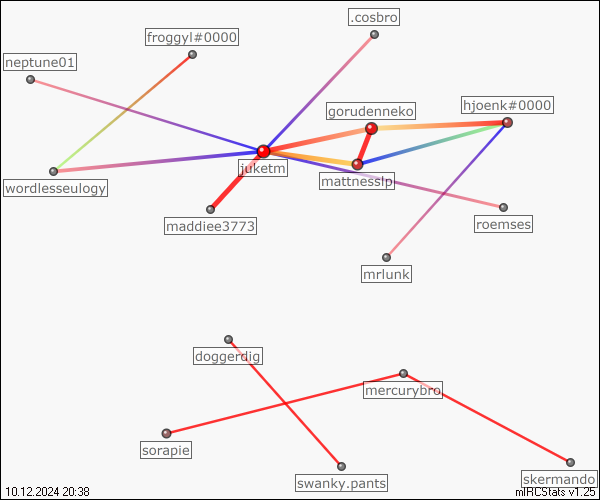 .cosbro
froggyl#0000
neptune01
gorudenneko
hjoenk#0000
juketm
mattnesslp
wordlesseulogy
maddiee3773
roemses
mrlunk
doggerdig
mercurybro
sorapie
swanky.pants
skermando
10.12.2024 20:38
mIRCStats v1.25